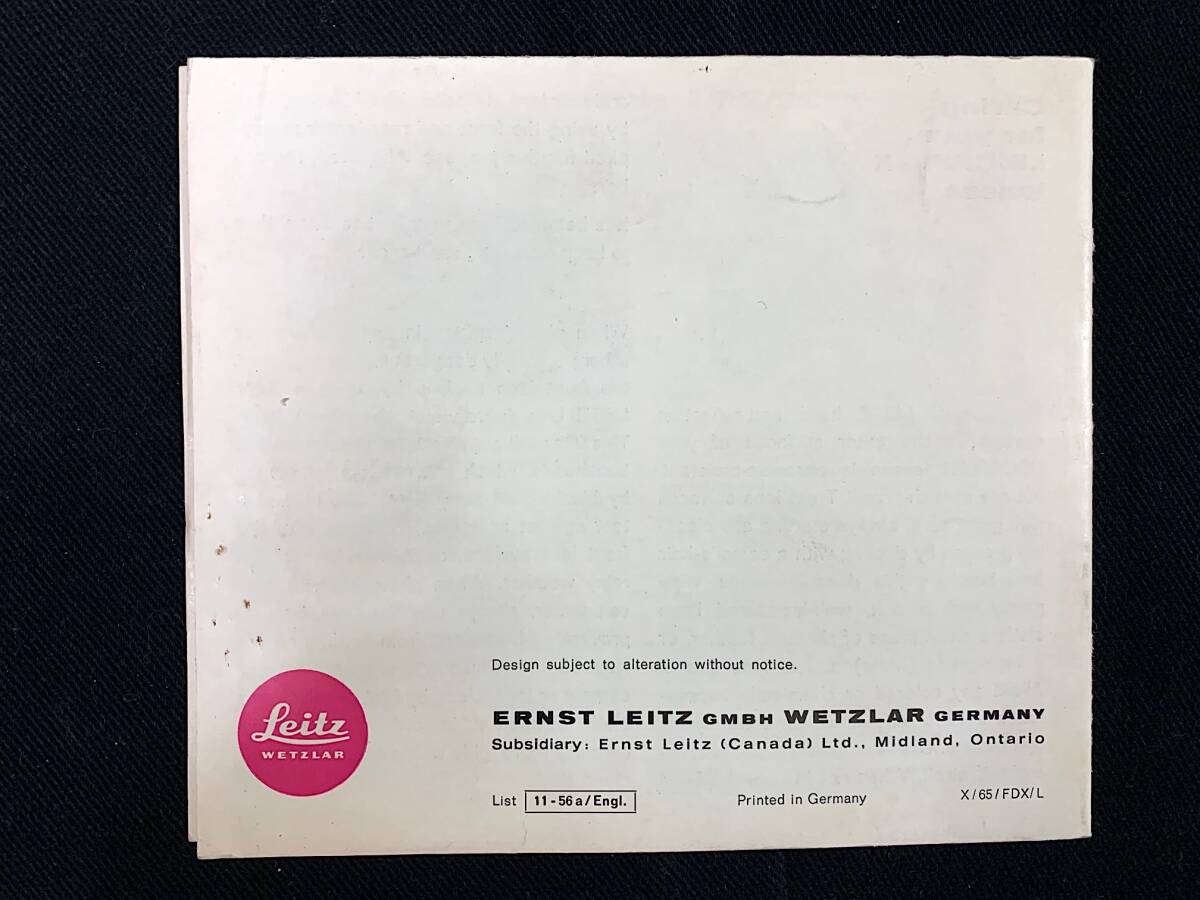 Design subject to alteration without notice.
Leitz
WETZLAR
ERNST LEITZ GMBH WETZLAR GERMANY
Subsidiary: Ernst Leitz (Canada) Ltd., Midland, Ontario
List 11-56a/Engl. Printed in Germany X/65/FDX/L